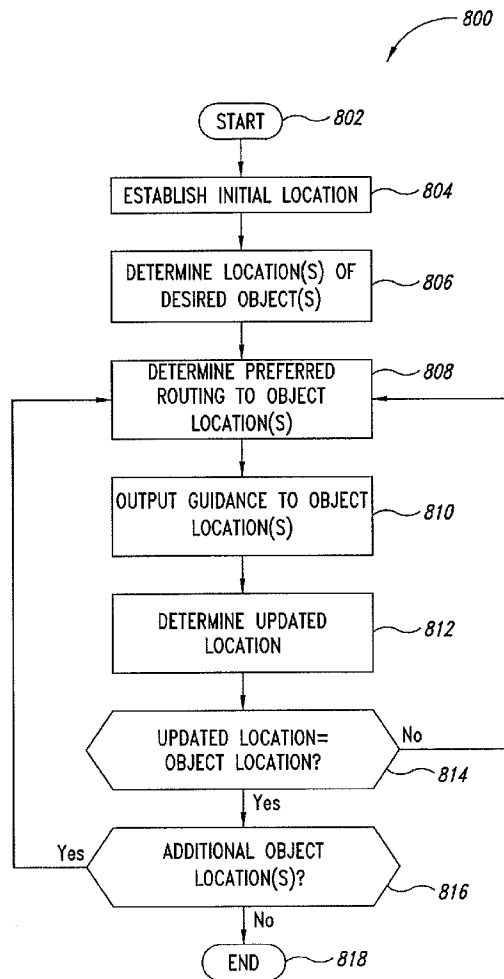 800
START 802
ESTABLISH INITIAL LOCATION 804
DETERMINE LOCATION(S) OF
DESIRED OBJECT(S)
806
DETERMINE PREFERRED
ROUTING TO OBJECT
LOCATION(S)
808
OUTPUT GUIDANCE TO OBJECT
LOCATION(S)
810
DETERMINE UPDATED
LOCATION
812
UPDATED LOCATION=
OBJECT LOCATION?
No
814
Yes
ADDITIONAL OBJECT
LOCATION(S)?
Yes
816
No
END 818